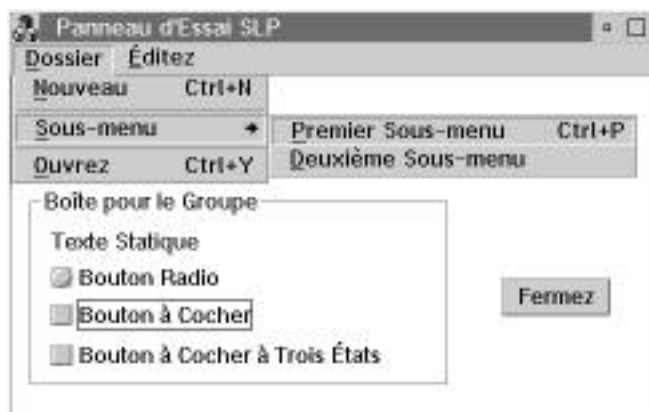 Panneau d'Essai SLP
Dossier Éditez
Nouveau Ctrl+N
Sous-menu
Premier Sous-menu Ctrl+P
Ouvrez Ctrl+Y
Deuxième Sous-menu
Boîte pour le Groupe
Texte Statique
Bouton Radio
Fermez
Bouton à Cocher
Bouton à Cocher à Trois États